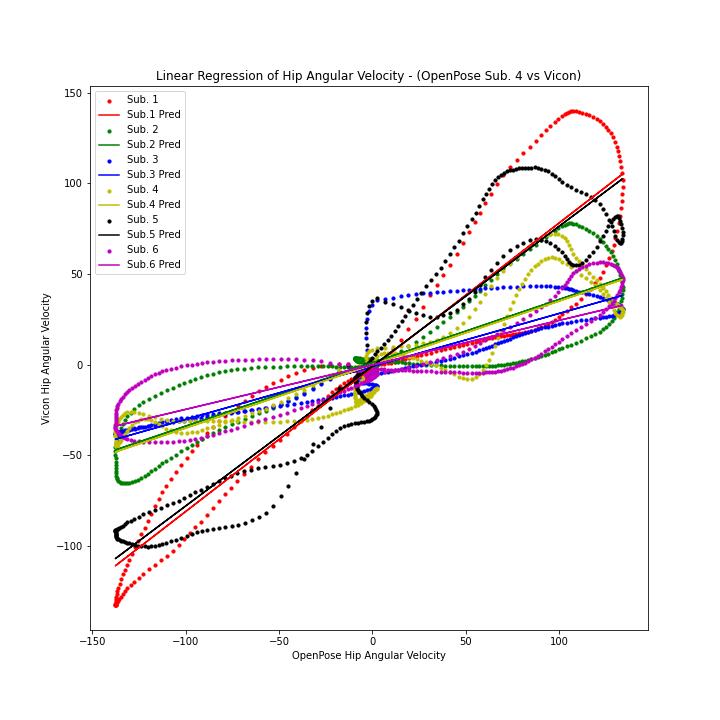 Linear Regression of Hip Angular Velocity - (OpenPose Sub. 4 vs Vicon)
Sub. 1
Sub.1 Pred
Sub. 2
Sub.2 Pred
Sub. 3
Sub.3 Pred
Sub. 4
Sub.4 Pred
Sub. 5
Sub.5 Pred
Sub. 6
Sub.6 Pred
150
100
50
0
−50
−100
Vicon Hip Angular Velocity
−150
−100
−50
0
50
100
OpenPose Hip Angular Velocity